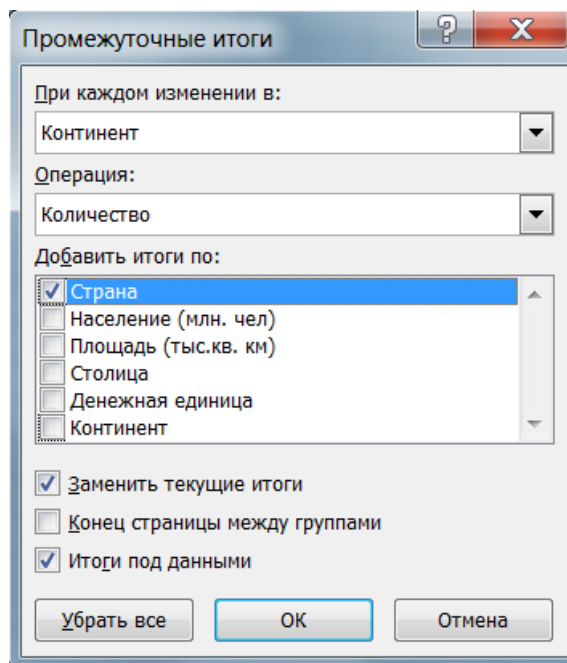 Промежуточные итоги
При каждом изменении в:
Континент
Операция:
Количество
Добавить итоги по:
Страна
Население (млн. чел)
Площадь (тыс.кв. км)
Столица
Денежная единица
Континент
Заменить текущие итоги
Конец страницы между группами
Итоги под данными
Убрать все ОК Отмена